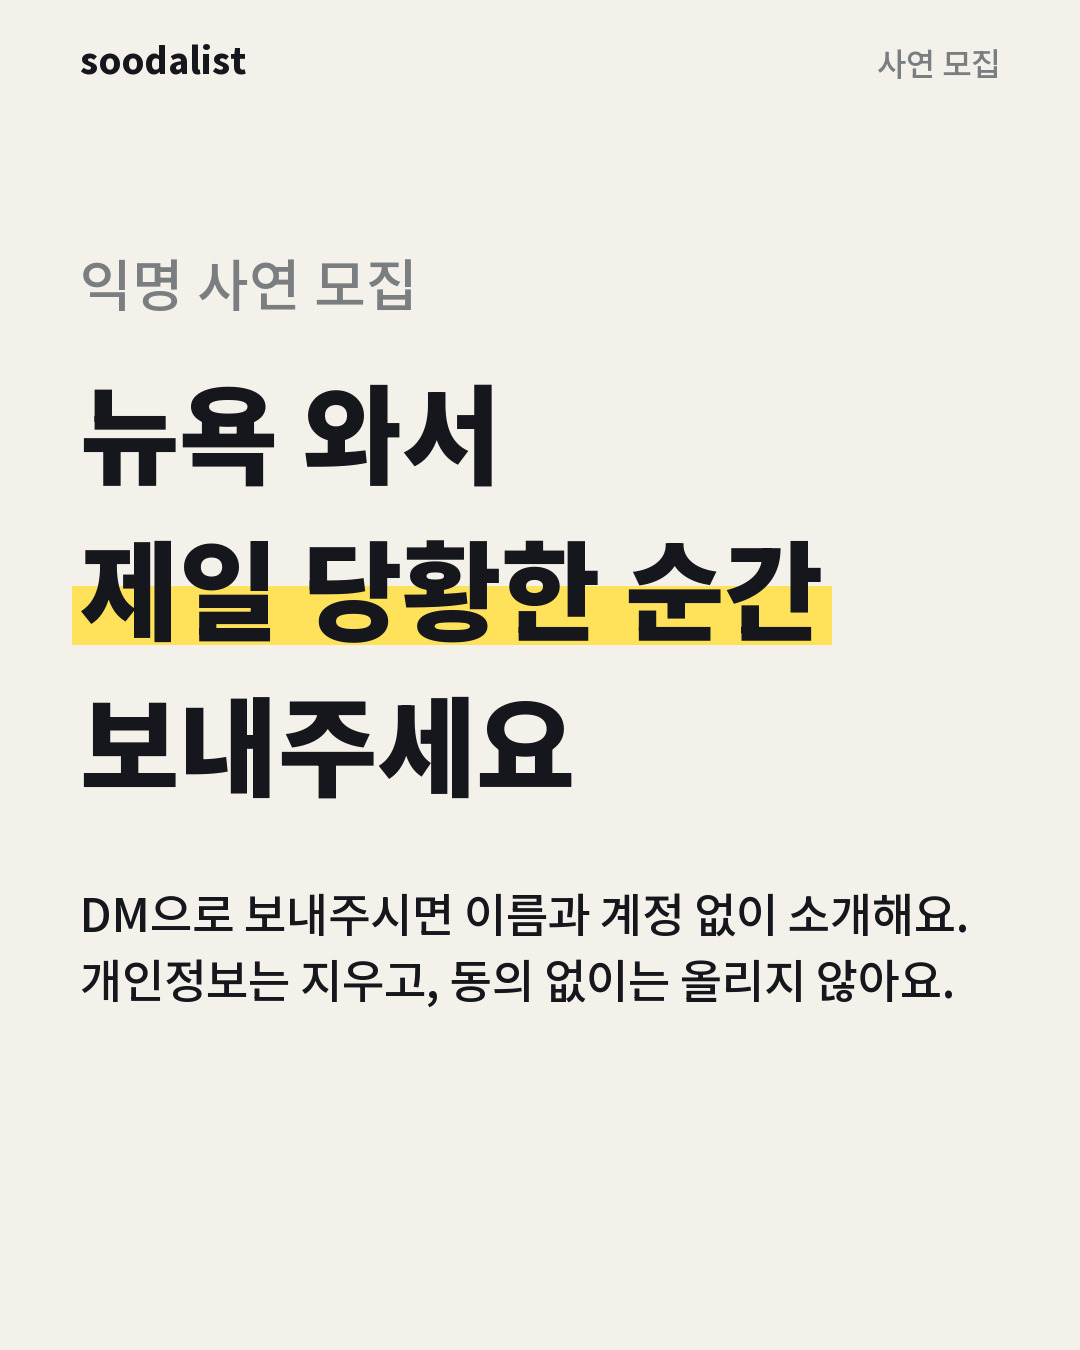 soodalist
사연 모집
익명 사연 모집
뉴욕 와서
제일 당황한 순간
보내주세요
DM으로 보내주시면 이름과 계정 없이 소개해요.
개인정보는 지우고, 동의 없이는 올리지 않아요.